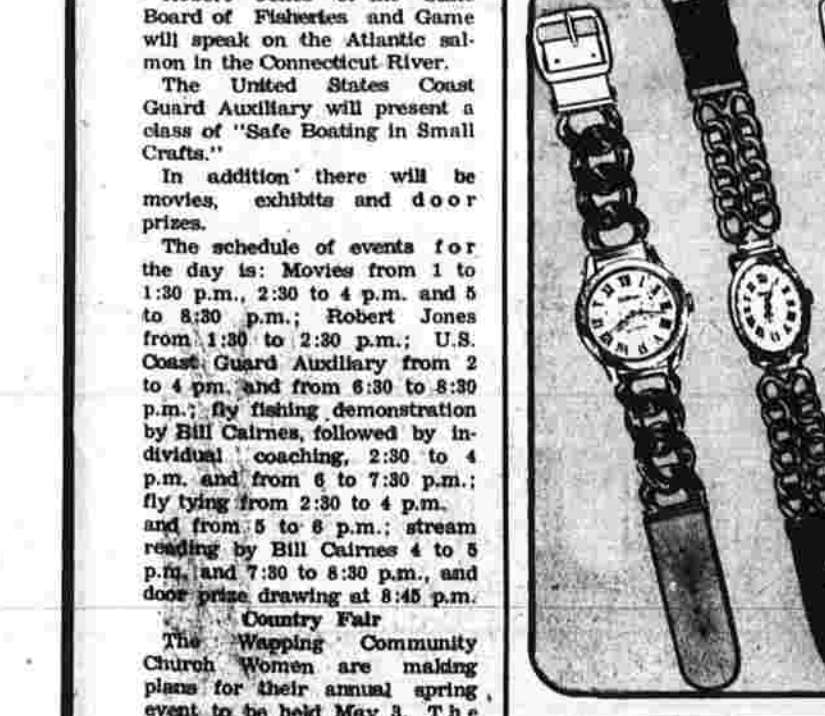 Board of Fisheries and Game
will speak on the Atlantic sal-
mon in the Connecticut River.
The United States Coast
Guard Auxiliary will present a
class of "Safe Boating in Small
Crafts."
In addition there will be
movies, exhibits and door
prizes.
The schedule of events for
the day is: Movies from 1 to
1:30 p.m., 2:30 to 4 p.m. and 5
to 8:30 p.m.; Robert Jones
from 1:30 to 2:30 p.m.; U.S.
Coast Guard Auxiliary from 2
to 4 pm. and from 6:30 to 8:30
p.m.; fly fishing demonstration
by Bill Cairnes, followed by in-
dividual coaching, 2:30 to 4
p.m. and from 6 to 7:30 p.m.;
fly tying from 2:30 to 4 p.m.
and from 5 to 6 p.m.; stream
reading by Bill Cairnes 4 to 5
p.m. and 7:30 to 8:30 p.m., and
door prize drawing at 8:45 p.m.
Country Fair
The Wapping Community
Church Women are making
plans for their annual spring
event to be held May 3. The